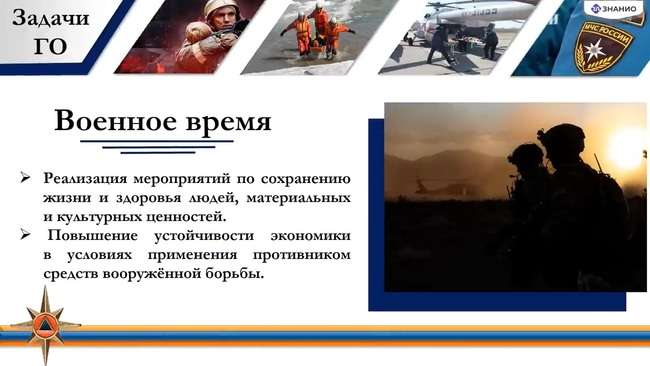 Задачи
ГО
ЗНАНИО
МЧС РОССИИ
Военное время
Реализация мероприятий по сохранению
жизни и здоровья людей, материальных
и культурных ценностей.
Повышение устойчивости экономики
в условиях применения противником
средств вооружённой борьбы.